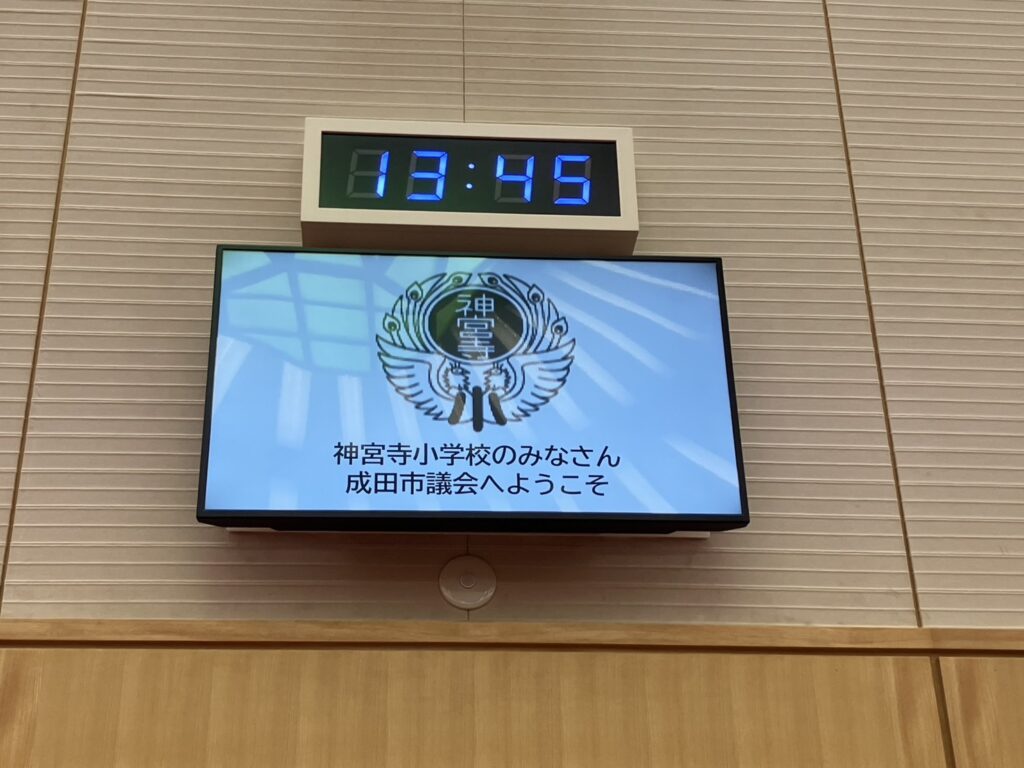 13:45
神宮寺
小
神宮寺小学校のみなさん
成田市議会へようこそ